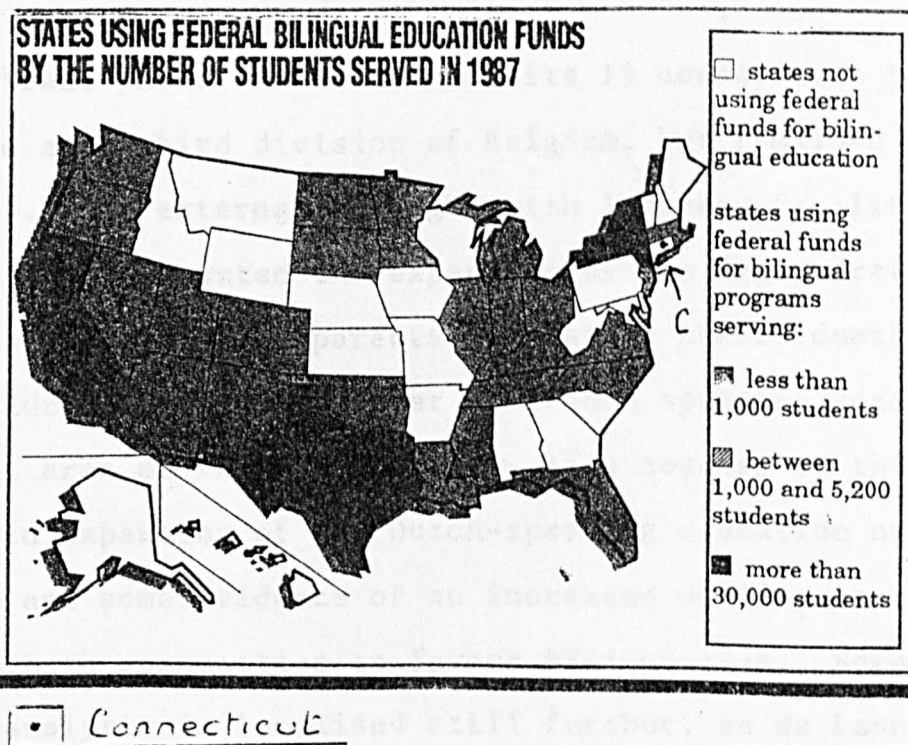 STATES USING FEDERAL BILINGUAL EDUCATION FUNDS
BY THE NUMBER OF STUDENTS SERVED IN 1987
states not
using federal
funds for bilin-
gual education
states using
federal funds
for bilingual
programs
serving:
less than
1,000 students
between
1,000 and 5,200
students
more than
30,000 students
C
Connecticut